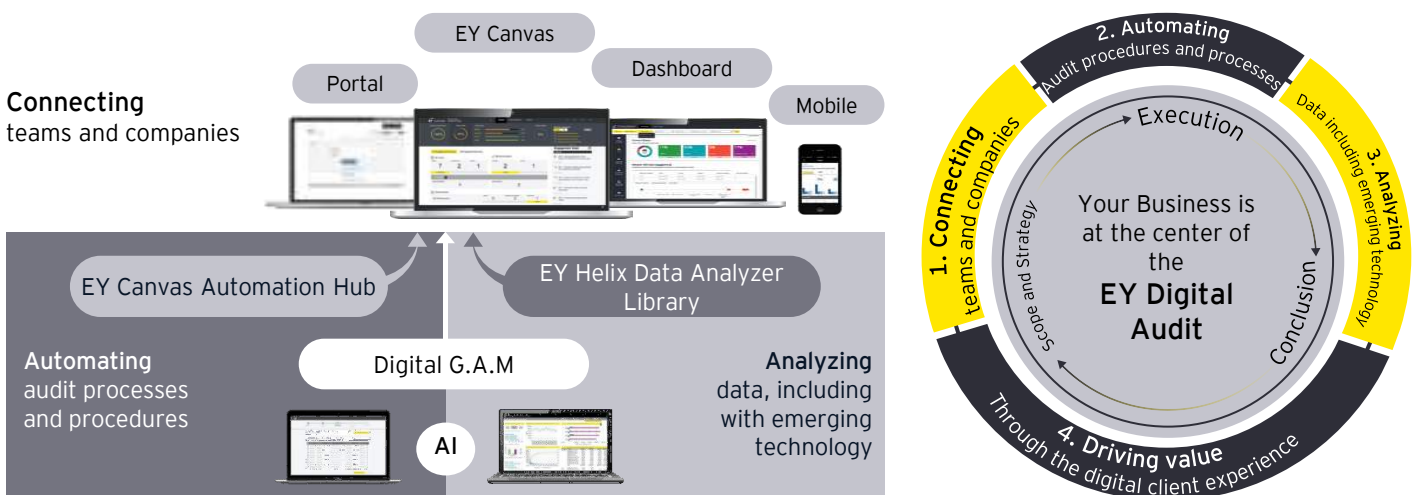 EY Canvas
Portal
Dashboard
Mobile
Connecting
teams and companies
EY Canvas Automation Hub
EY Helix Data Analyzer
Library
Automating
audit processes
and procedures
Digital G.A.M
AI
Analyzing
data, including
with emerging
technology
1. Connecting
teams and companies
2. Automating
Audit procedures and processes
3. Analyzing
Data including emerging technology
4. Driving value
Through the digital client experience
Scope and Strategy
Execution
Conclusion
Your Business is
at the center of
the
EY Digital
Audit